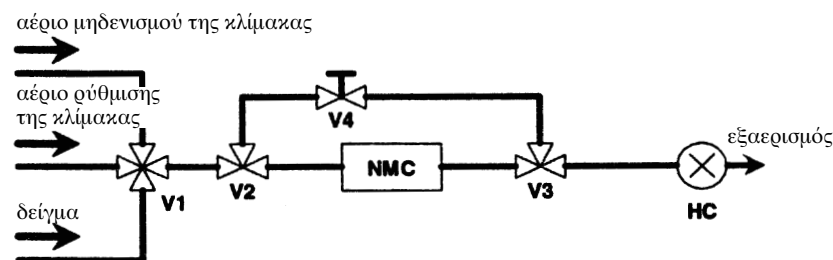 αέριο μηδενισμού της κλίμακας
αέριο ρύθμισης
της κλίμακας
V4
εξαερισμός
NMC
V1
V2
V3
HC
δείγμα